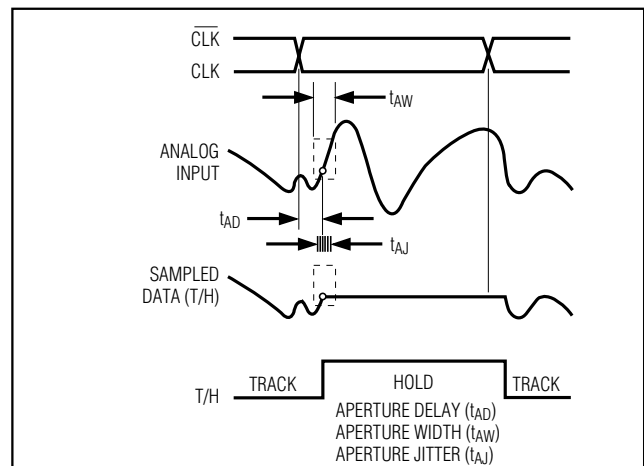 C̅L̅K̅
CLK
tAW
ANALOG
INPUT
tAD
tAJ
SAMPLED
DATA (T/H)
T/H
TRACK
HOLD
TRACK
APERTURE DELAY (tAD)
APERTURE WIDTH (tAW)
APERTURE JITTER (tAJ)